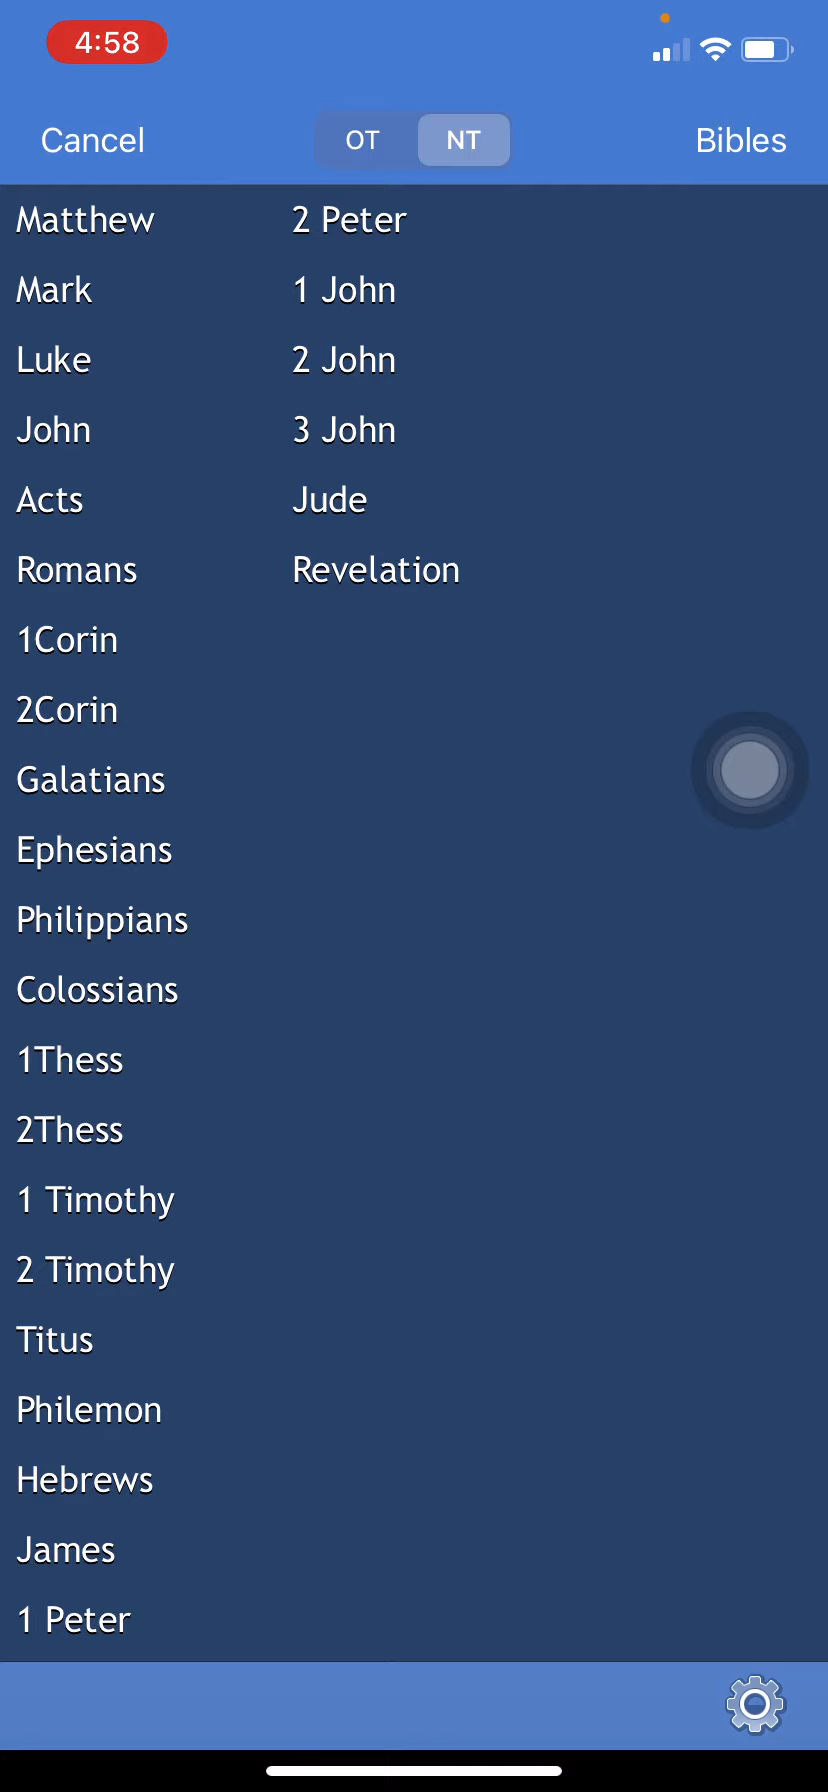 4:58
Cancel
OT
NT
Bibles
Matthew
Mark
Luke
John
Acts
Romans
1Corin
2Corin
Galatians
Ephesians
Philippians
Colossians
1Thess
2Thess
1 Timothy
2 Timothy
Titus
Philemon
Hebrews
James
1 Peter
2 Peter
1 John
2 John
3 John
Jude
Revelation